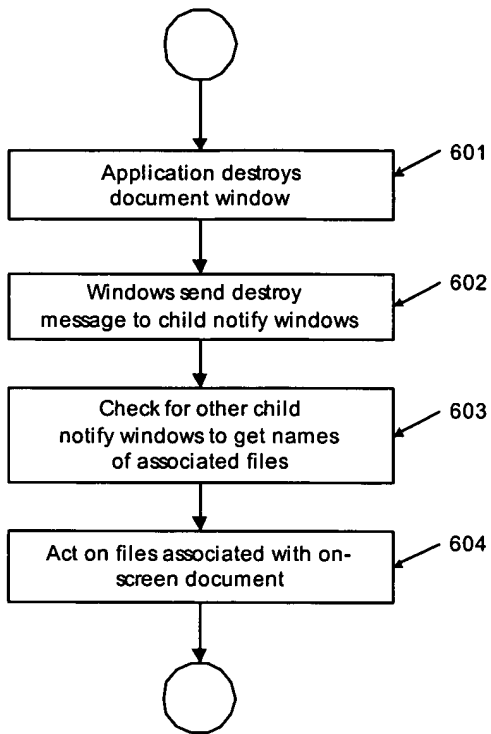 Application destroys
document window
601
Windows send destroy
message to child notify windows
602
Check for other child
notify windows to get names
of associated files
603
Act on files associated with on-
screen document
604